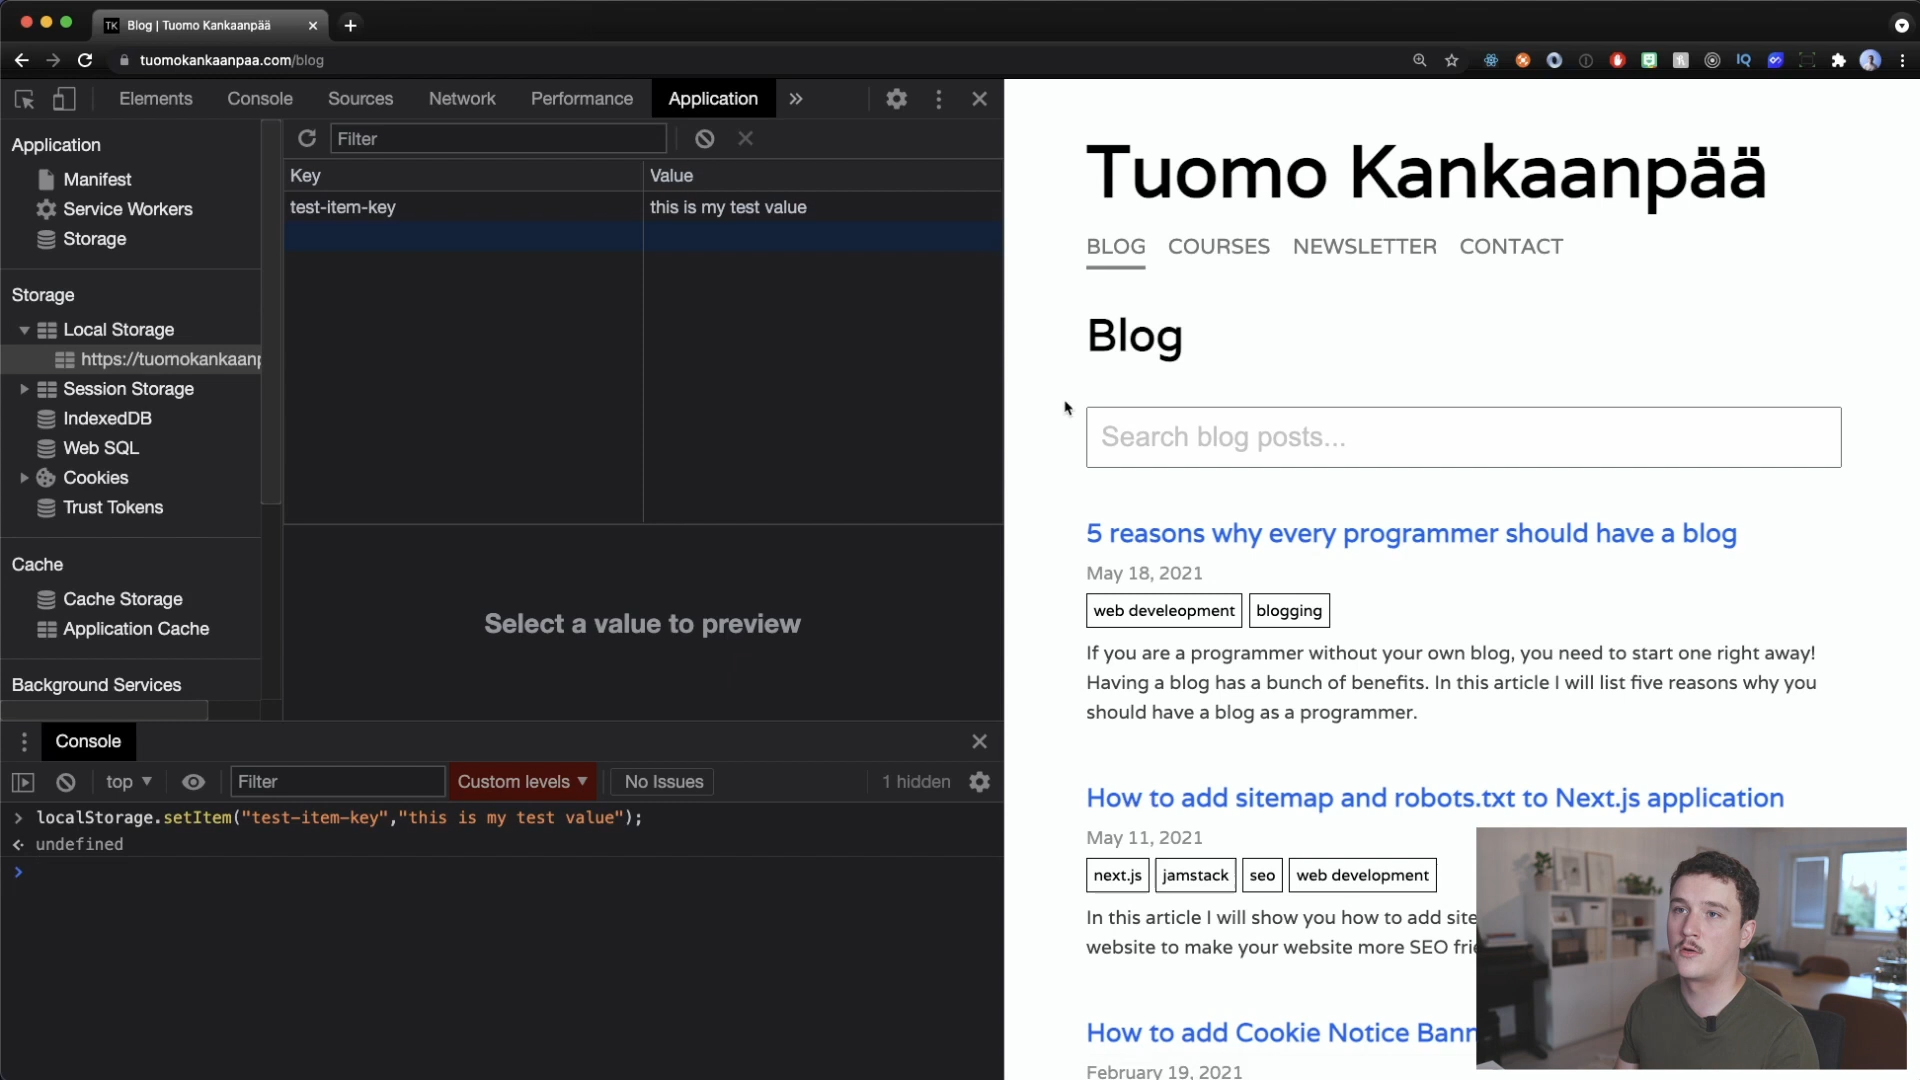 TK Blog | Tuomo Kankaanpää
tuomokankaanpaa.com/blog
IQ
Elements Console Sources Network Performance Application
Application
Manifest
Service Workers
Storage
Storage
Local Storage
https://tuomokankaanp
Session Storage
IndexedDB
Web SQL
Cookies
Trust Tokens
Cache
Cache Storage
Application Cache
Background Services
Filter
Key Value
test-item-key this is my test value
Select a value to preview
Console
top Filter Custom levels No Issues 1 hidden
localStorage.setItem("test-item-key","this is my test value");
undefined
Tuomo Kankaanpää
BLOG COURSES NEWSLETTER CONTACT
Blog
Search blog posts...
5 reasons why every programmer should have a blog
May 18, 2021
web develeopment blogging
If you are a programmer without your own blog, you need to start one right away!
Having a blog has a bunch of benefits. In this article I will list five reasons why you
should have a blog as a programmer.
How to add sitemap and robots.txt to Next.js application
May 11, 2021
next.js jamstack seo web development
In this article I will show you how to add site
website to make your website more SEO frie
How to add Cookie Notice Bann
February 19, 2021